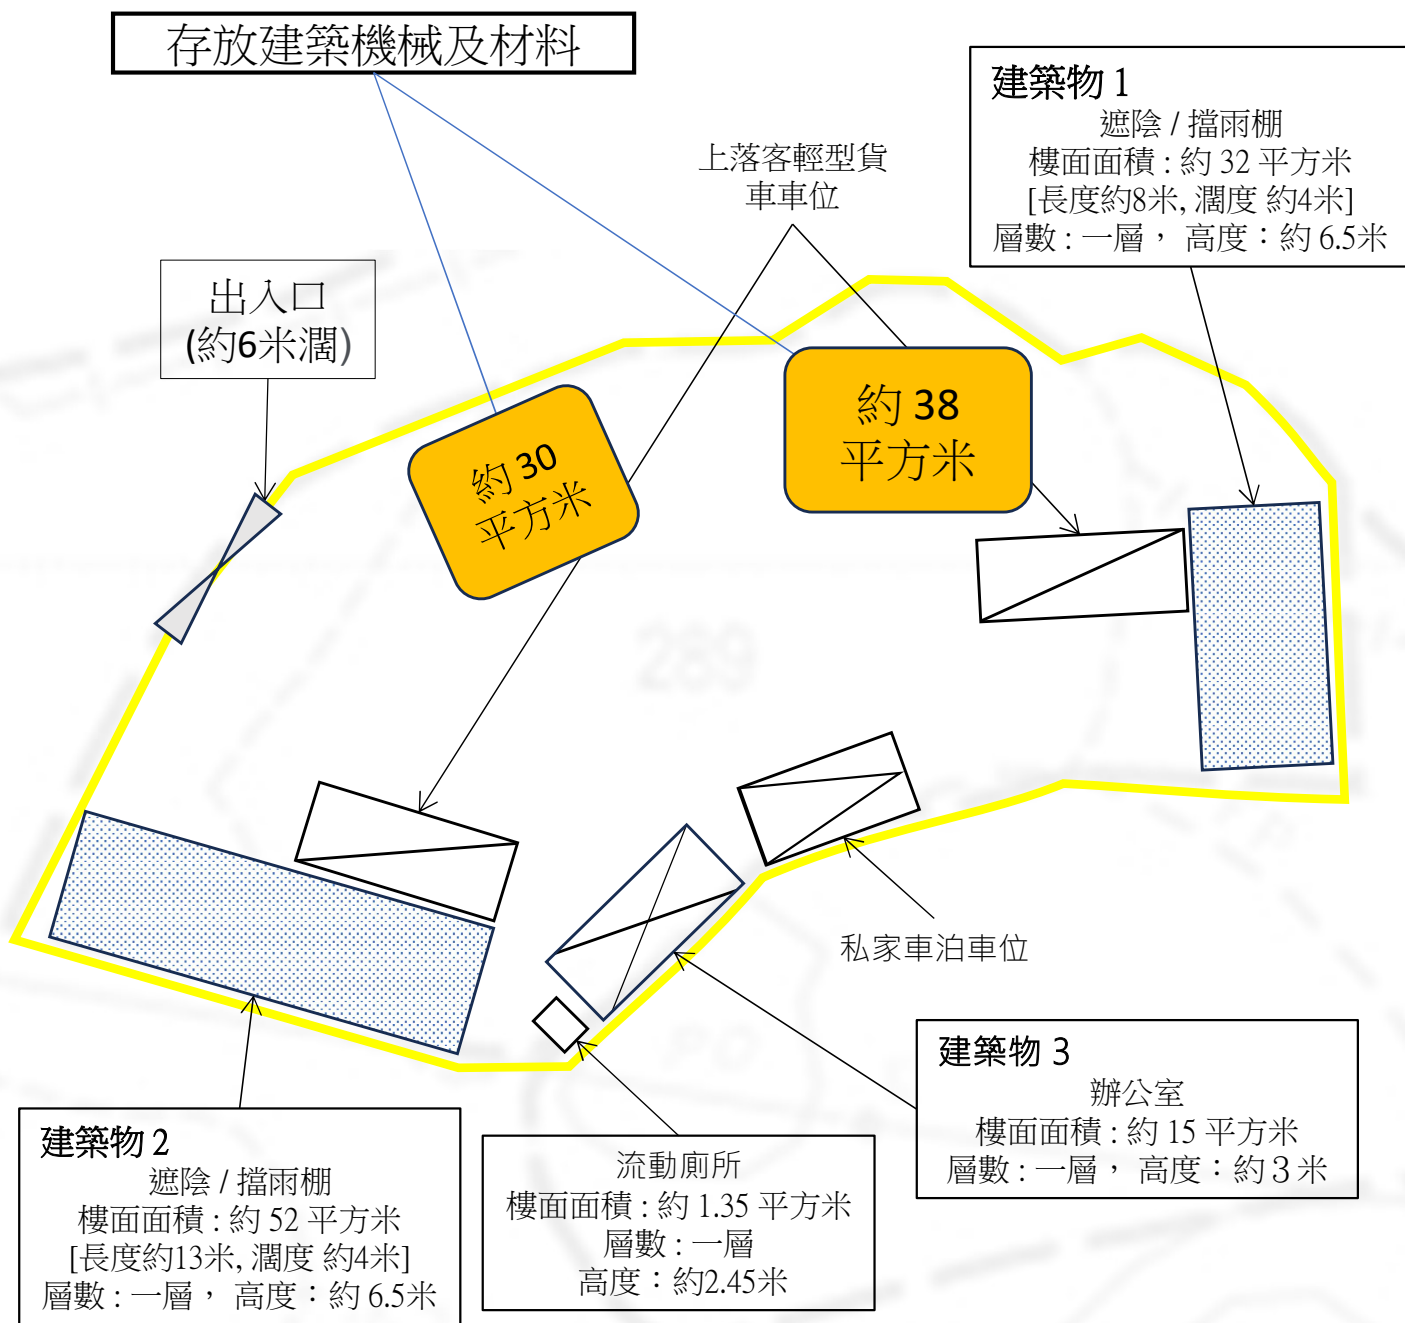 存放建築機械及材料
建築物 1
遮陰 / 擋雨棚
樓面面積 : 約 32 平方米
[長度約8米, 濶度 約4米]
層數 : 一層， 高度：約 6.5米
上落客輕型貨
車車位
出入口
(約6米濶)
約 38
平方米
約 30
平方米
289
私家車泊車位
PO
建築物 3
辦公室
樓面面積 : 約 15 平方米
層數 : 一層， 高度：約 3 米
建築物 2
遮陰 / 擋雨棚
樓面面積 : 約 52 平方米
[長度約13米, 濶度 約4米]
層數 : 一層， 高度：約 6.5米
流動廁所
樓面面積 : 約 1.35 平方米
層數 : 一層
高度：約2.45米